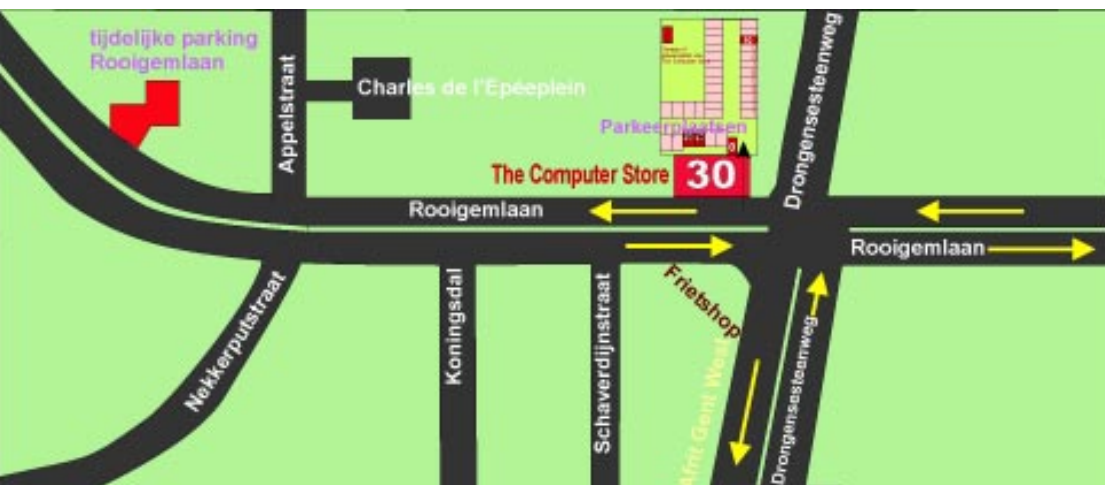 tijdelijke parking
Rooigemlaan
Appelstraat
Charles de l'Epéeplein
Parkeerplaatsen
The Computer Store
30
Drongensesteenweg
Rooigemlaan
Rooigemlaan
Nekkerputstraat
Koningsdal
Schaverdijnstraat
Frietshop
Afrit Gent West
Drongensesteenweg